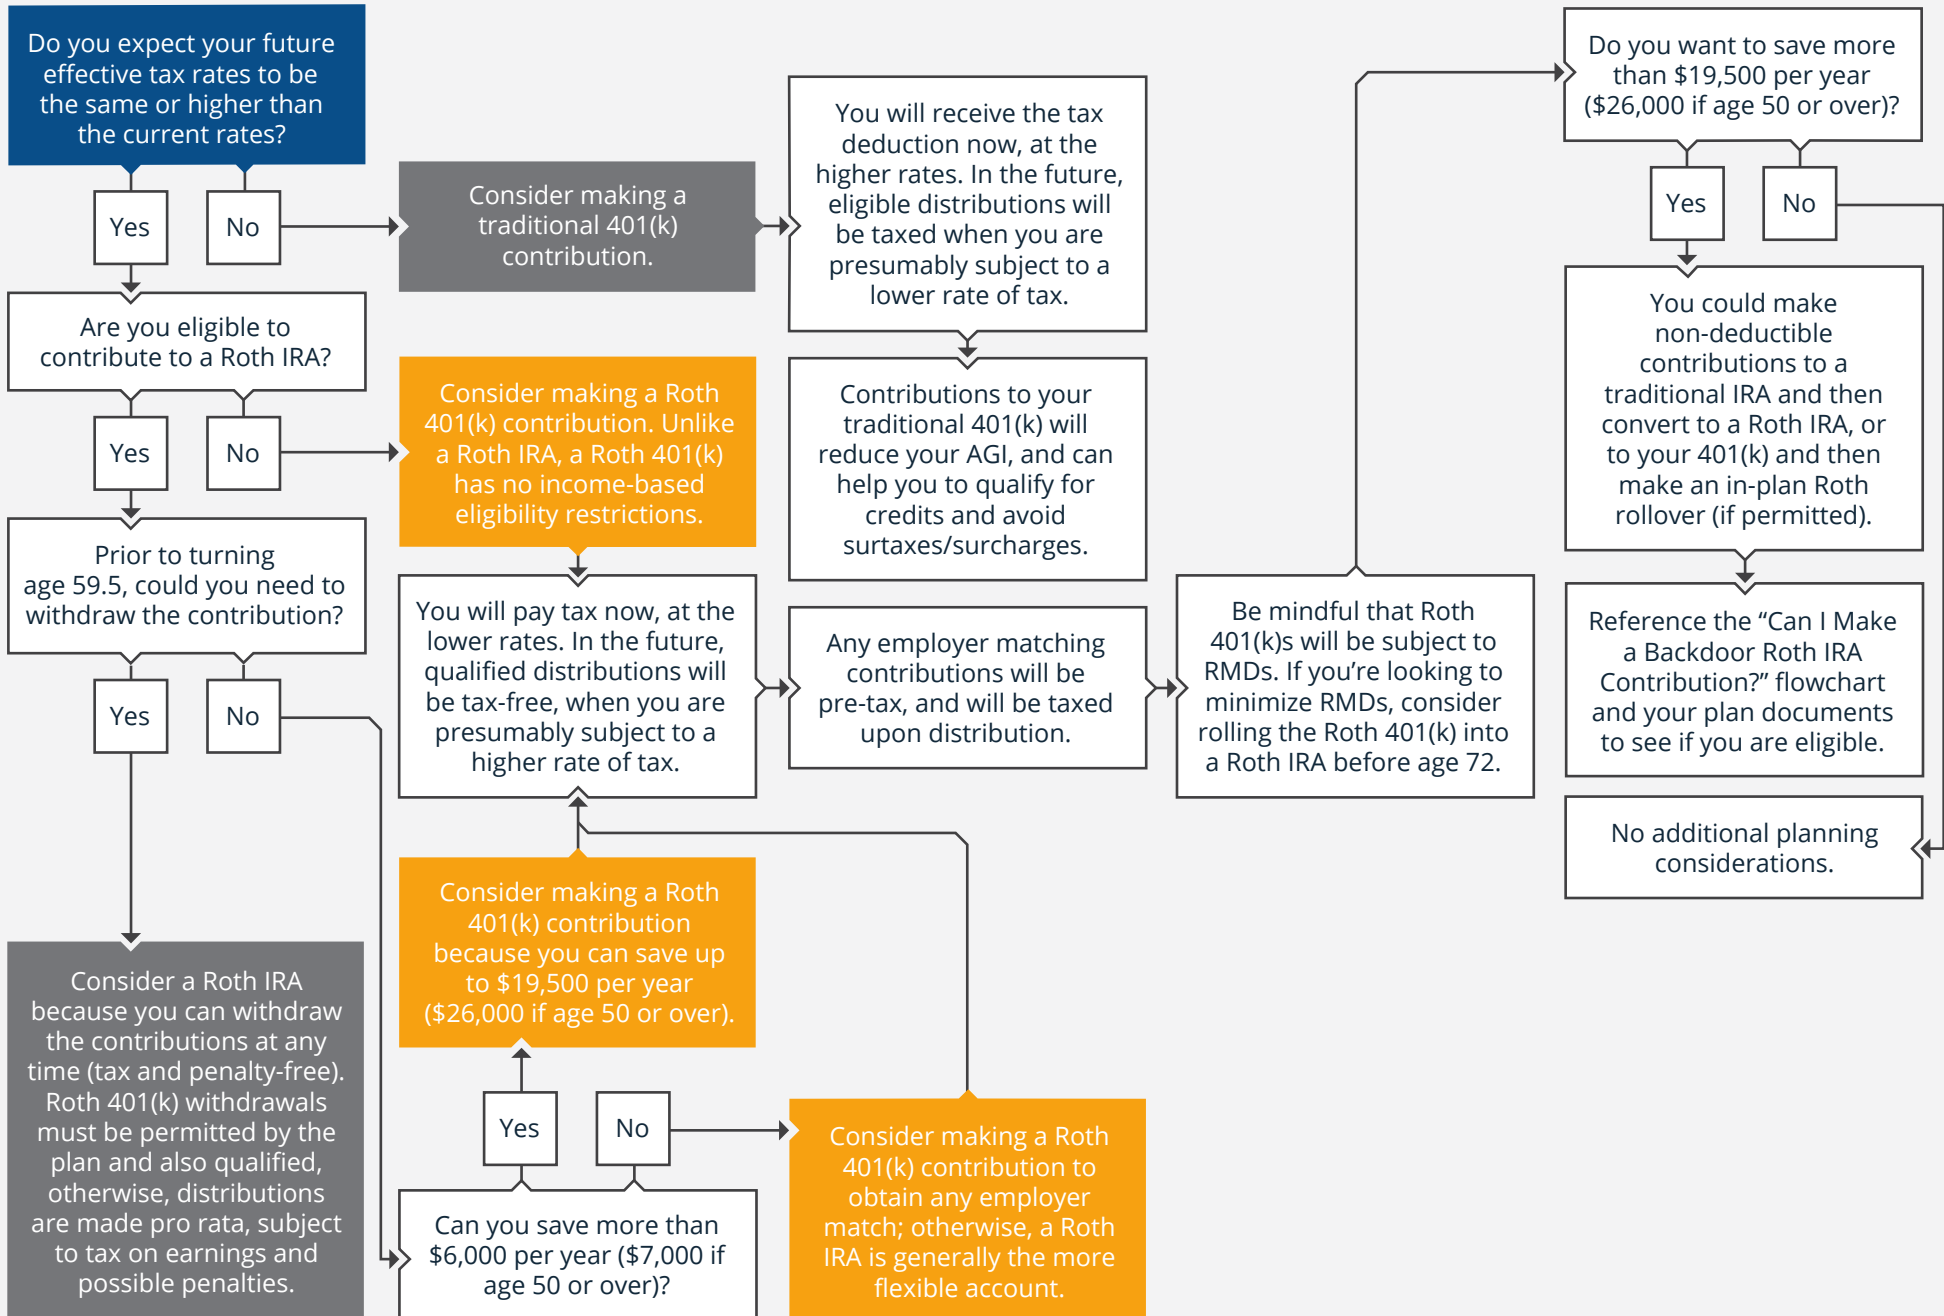 Do you expect your future
effective tax rates to be
the same or higher than
the current rates?
Yes
No
Consider making a
traditional 401(k)
contribution.
You will receive the tax
deduction now, at the
higher rates. In the future,
eligible distributions will
be taxed when you are
presumably subject to a
lower rate of tax.
Contributions to your
traditional 401(k) will
reduce your AGI, and can
help you to qualify for
credits and avoid
surtaxes/surcharges.
Are you eligible to
contribute to a Roth IRA?
Yes
No
Consider making a Roth
401(k) contribution. Unlike
a Roth IRA, a Roth 401(k)
has no income-based
eligibility restrictions.
Prior to turning
age 59.5, could you need to
withdraw the contribution?
Yes
No
Consider a Roth IRA
because you can withdraw
the contributions at any
time (tax and penalty-free).
Roth 401(k) withdrawals
must be permitted by the
plan and also qualified,
otherwise, distributions
are made pro rata, subject
to tax on earnings and
possible penalties.
Can you save more than
$6,000 per year ($7,000 if
age 50 or over)?
Yes
No
Consider making a Roth
401(k) contribution
because you can save up
to $19,500 per year
($26,000 if age 50 or over).
Consider making a Roth
401(k) contribution to
obtain any employer
match; otherwise, a Roth
IRA is generally the more
flexible account.
You will pay tax now, at the
lower rates. In the future,
qualified distributions will
be tax-free, when you are
presumably subject to a
higher rate of tax.
Any employer matching
contributions will be
pre-tax, and will be taxed
upon distribution.
Be mindful that Roth
401(k)s will be subject to
RMDs. If you’re looking to
minimize RMDs, consider
rolling the Roth 401(k) into
a Roth IRA before age 72.
Do you want to save more
than $19,500 per year
($26,000 if age 50 or over)?
Yes
No
You could make
non-deductible
contributions to a
traditional IRA and then
convert to a Roth IRA, or
to your 401(k) and then
make an in-plan Roth
rollover (if permitted).
Reference the “Can I Make
a Backdoor Roth IRA
Contribution?” flowchart
and your plan documents
to see if you are eligible.
No additional planning
considerations.